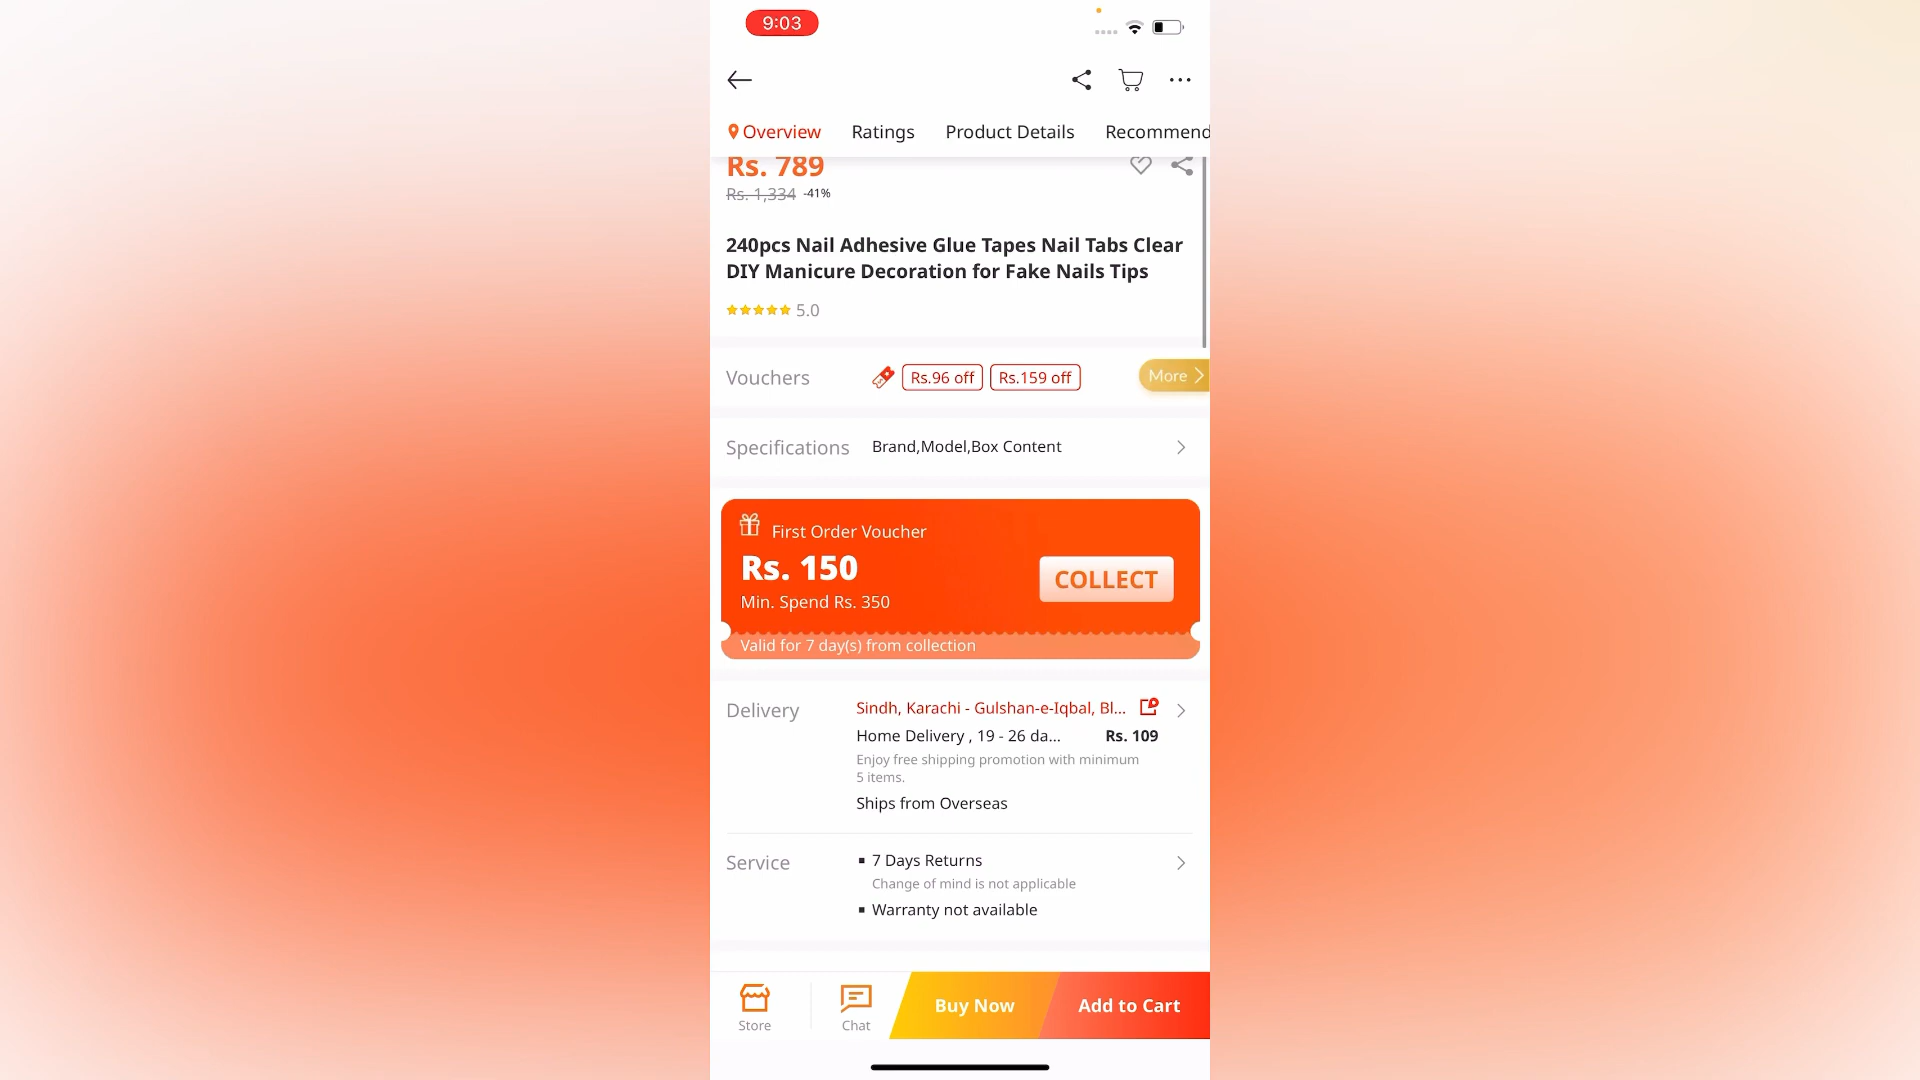 9:03
Overview Ratings Product Details Recommend
Rs. 789
Rs. 1,334 -41%
240pcs Nail Adhesive Glue Tapes Nail Tabs Clear
DIY Manicure Decoration for Fake Nails Tips
5.0
Vouchers Rs.96 off Rs.159 off More
Specifications Brand,Model,Box Content
First Order Voucher
Rs. 150
COLLECT
Min. Spend Rs. 350
Valid for 7 day(s) from collection
Delivery Sindh, Karachi - Gulshan-e-Iqbal, Bl...
Home Delivery , 19 - 26 da... Rs. 109
Enjoy free shipping promotion with minimum
5 items.
Ships from Overseas
Service 7 Days Returns
Change of mind is not applicable
Warranty not available
Store Chat Buy Now Add to Cart